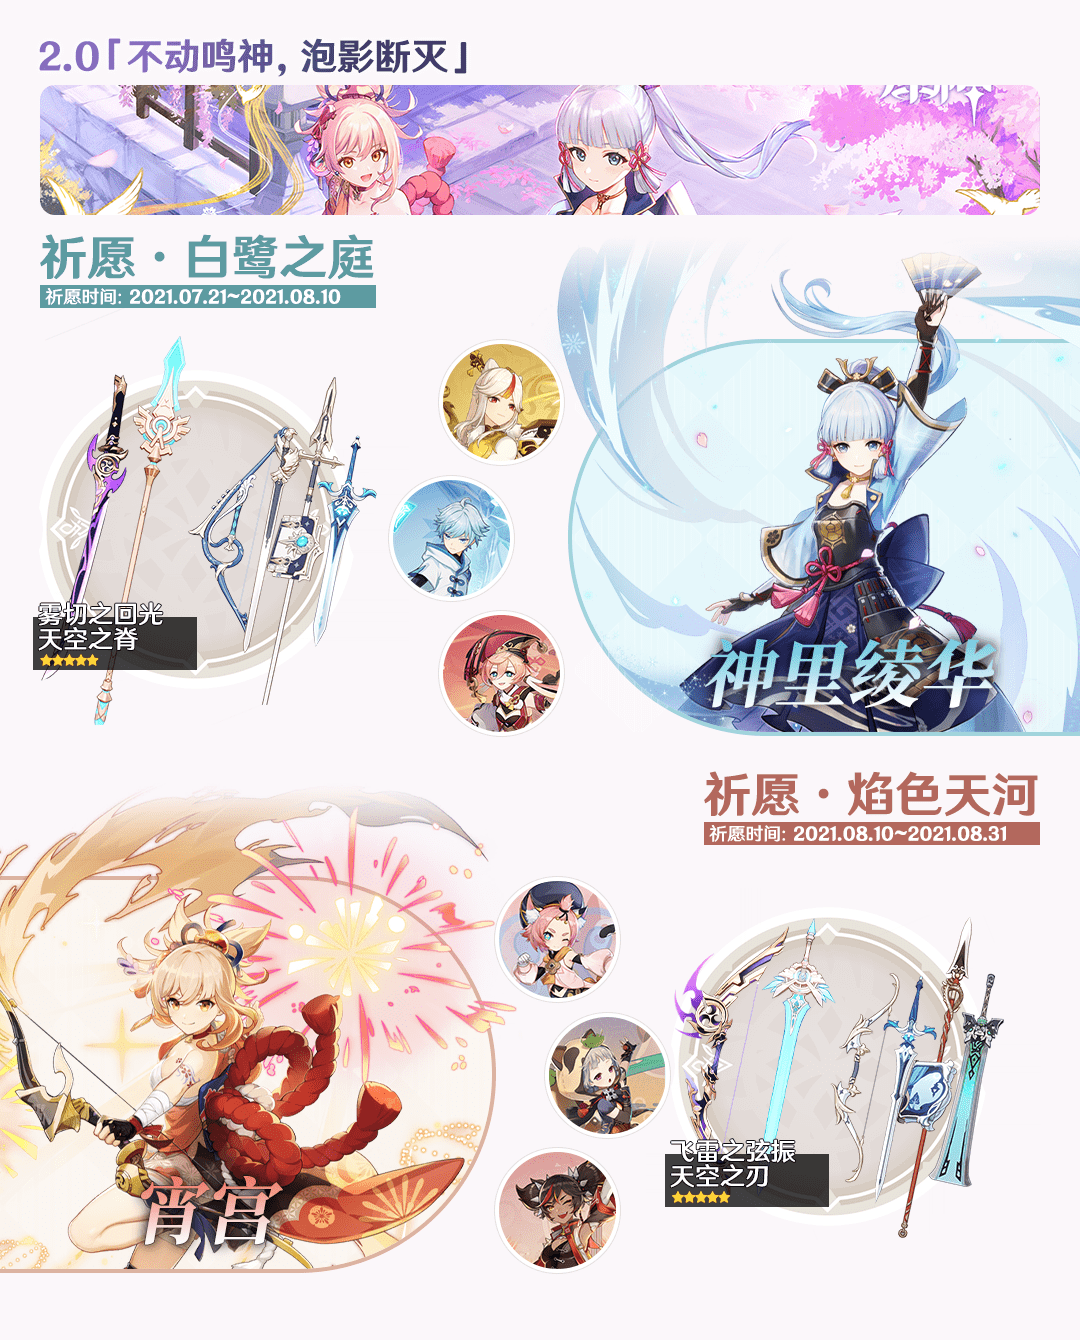 2.0「不动鸣神，泡影断灭」
祈愿·白鹭之庭
祈愿时间: 2021.07.21~2021.08.10
雾切之回光
天空之脊
神里绫华
祈愿·焰色天河
祈愿时间: 2021.08.10~2021.08.31
宵宫
飞雷之弦振
天空之刃